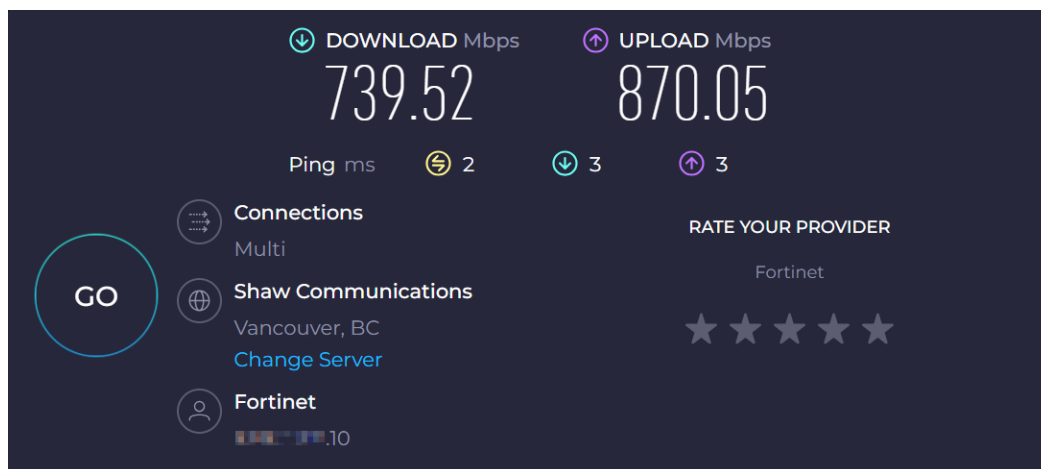 DOWNLOAD Mbps
UPLOAD Mbps
739.52
870.05
Ping ms 2 3 3
Connections
Multi
RATE YOUR PROVIDER
Fortinet
GO
Shaw Communications
Vancouver, BC
Change Server
Fortinet
.10